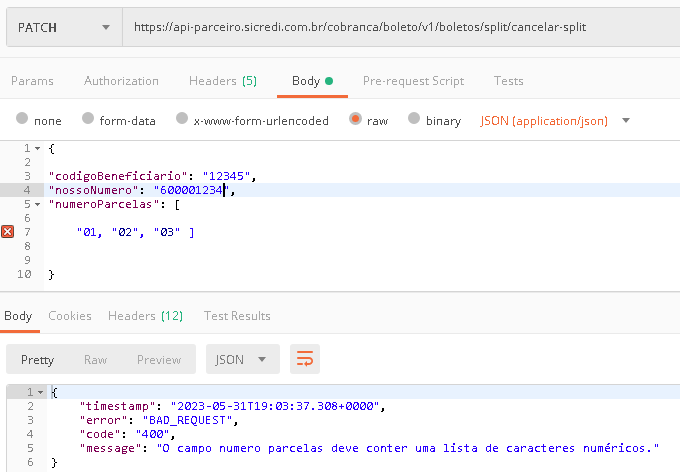 PATCH https://api-parceiro.sicredi.com.br/cobranca/boleto/v1/boletos/split/cancelar-split
Params Authorization Headers (5) Body Pre-request Script Tests
none form-data x-www-form-urlencoded raw binary JSON (application/json)
1 {
2
3 "codigoBeneficiario": "12345",
4 "nossoNumero": "600001234",
5 "numeroParcelas": [
6
7 "01, "02", "03" ]
8
9
10 }
Body Cookies Headers (12) Test Results
Pretty Raw Preview JSON
1 {
2 "timestamp": "2023-05-31T19:03:37.308+0000",
3 "error": "BAD_REQUEST",
4 "code": "400",
5 "message": "O campo numero parcelas deve conter uma lista de caracteres numéricos."
6 }